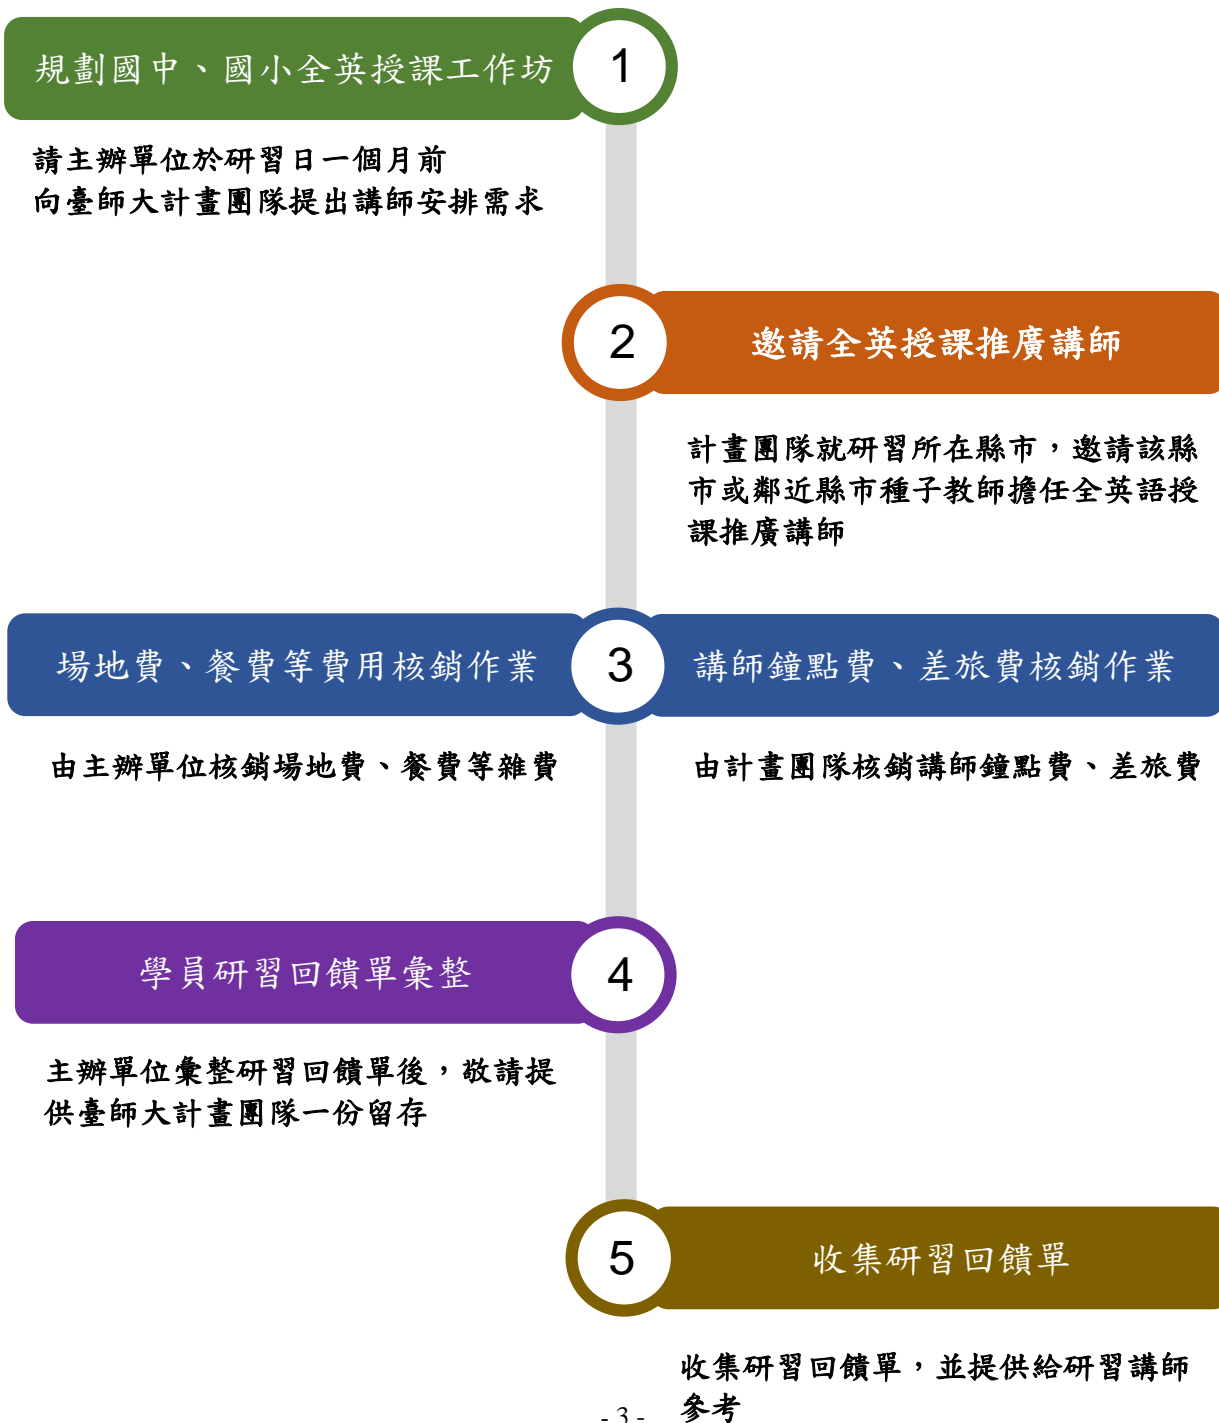 規劃國中、國小全英授課工作坊
1
請主辦單位於研習日一個月前
向臺師大計畫團隊提出講師安排需求
2
邀請全英授課推廣講師
計畫團隊就研習所在縣市，邀請該縣
市或鄰近縣市種子教師擔任全英語授
課推廣講師
場地費、餐費等費用核銷作業
3
講師鐘點費、差旅費核銷作業
由主辦單位核銷場地費、餐費等雜費
由計畫團隊核銷講師鐘點費、差旅費
學員研習回饋單彙整
4
主辦單位彙整研習回饋單後，敬請提
供臺師大計畫團隊一份留存
5
收集研習回饋單
收集研習回饋單，並提供給研習講師
參考
- 3 -